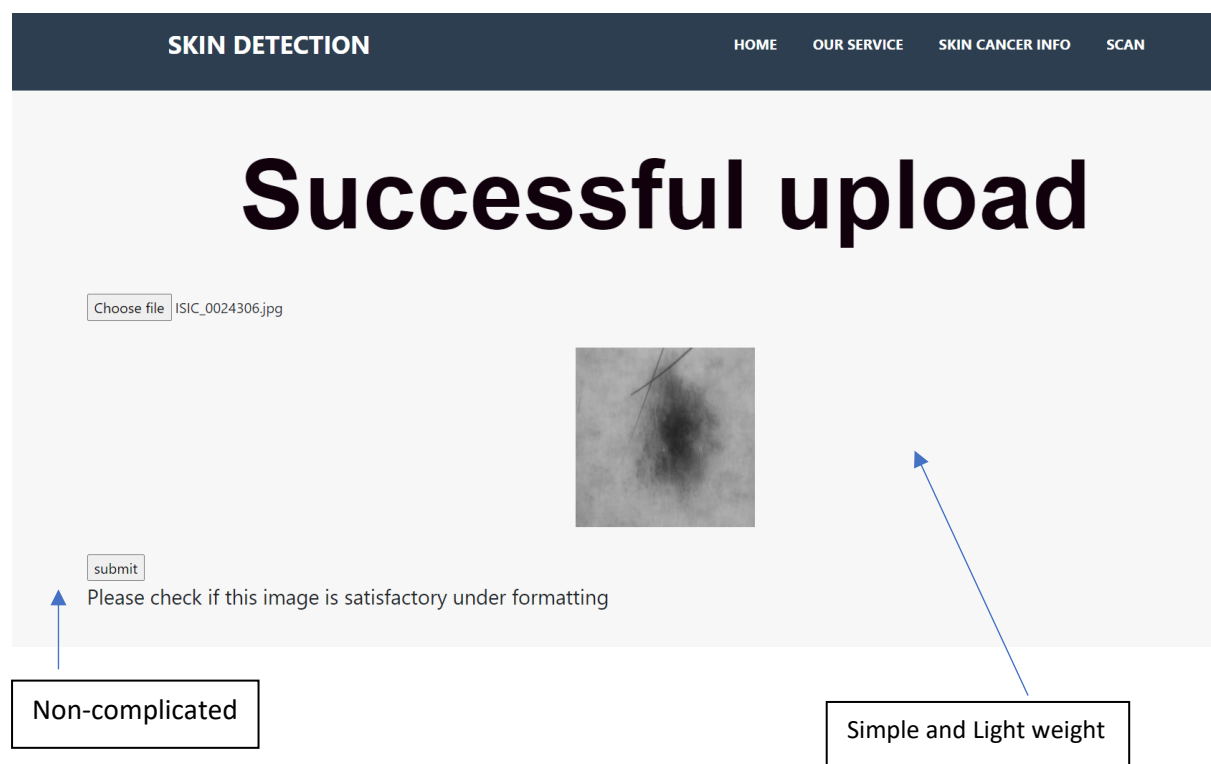 SKIN DETECTION HOME OUR SERVICE SKIN CANCER INFO SCAN
Successful upload
Choose file ISIC_0024306.jpg
submit
Please check if this image is satisfactory under formatting
Non-complicated
Simple and Light weight